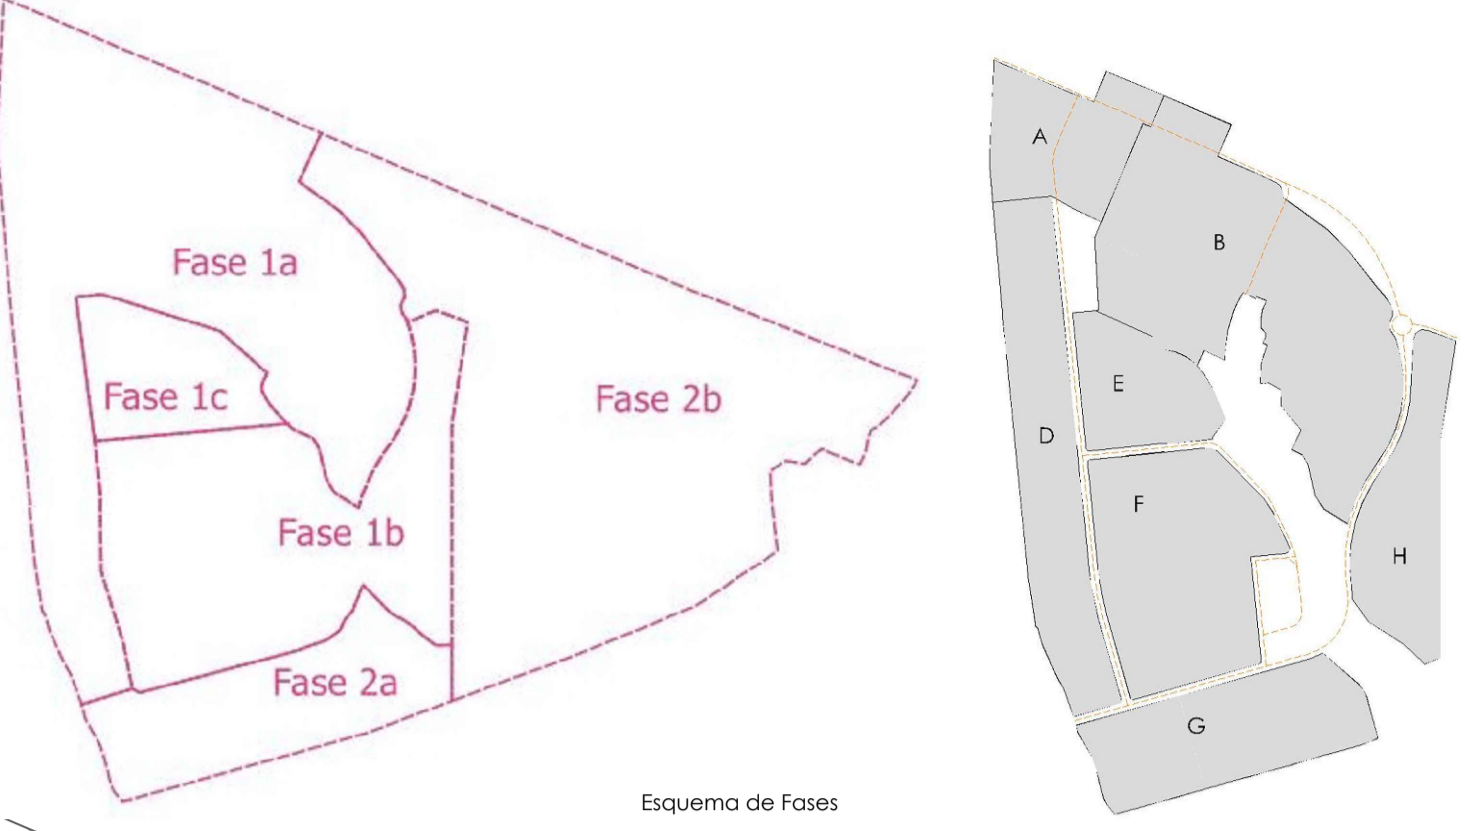 Fase 1a
Fase 1c
Fase 2b
Fase 1b
Fase 2a
A
B
E
D
F
H
G
Esquema de Fases